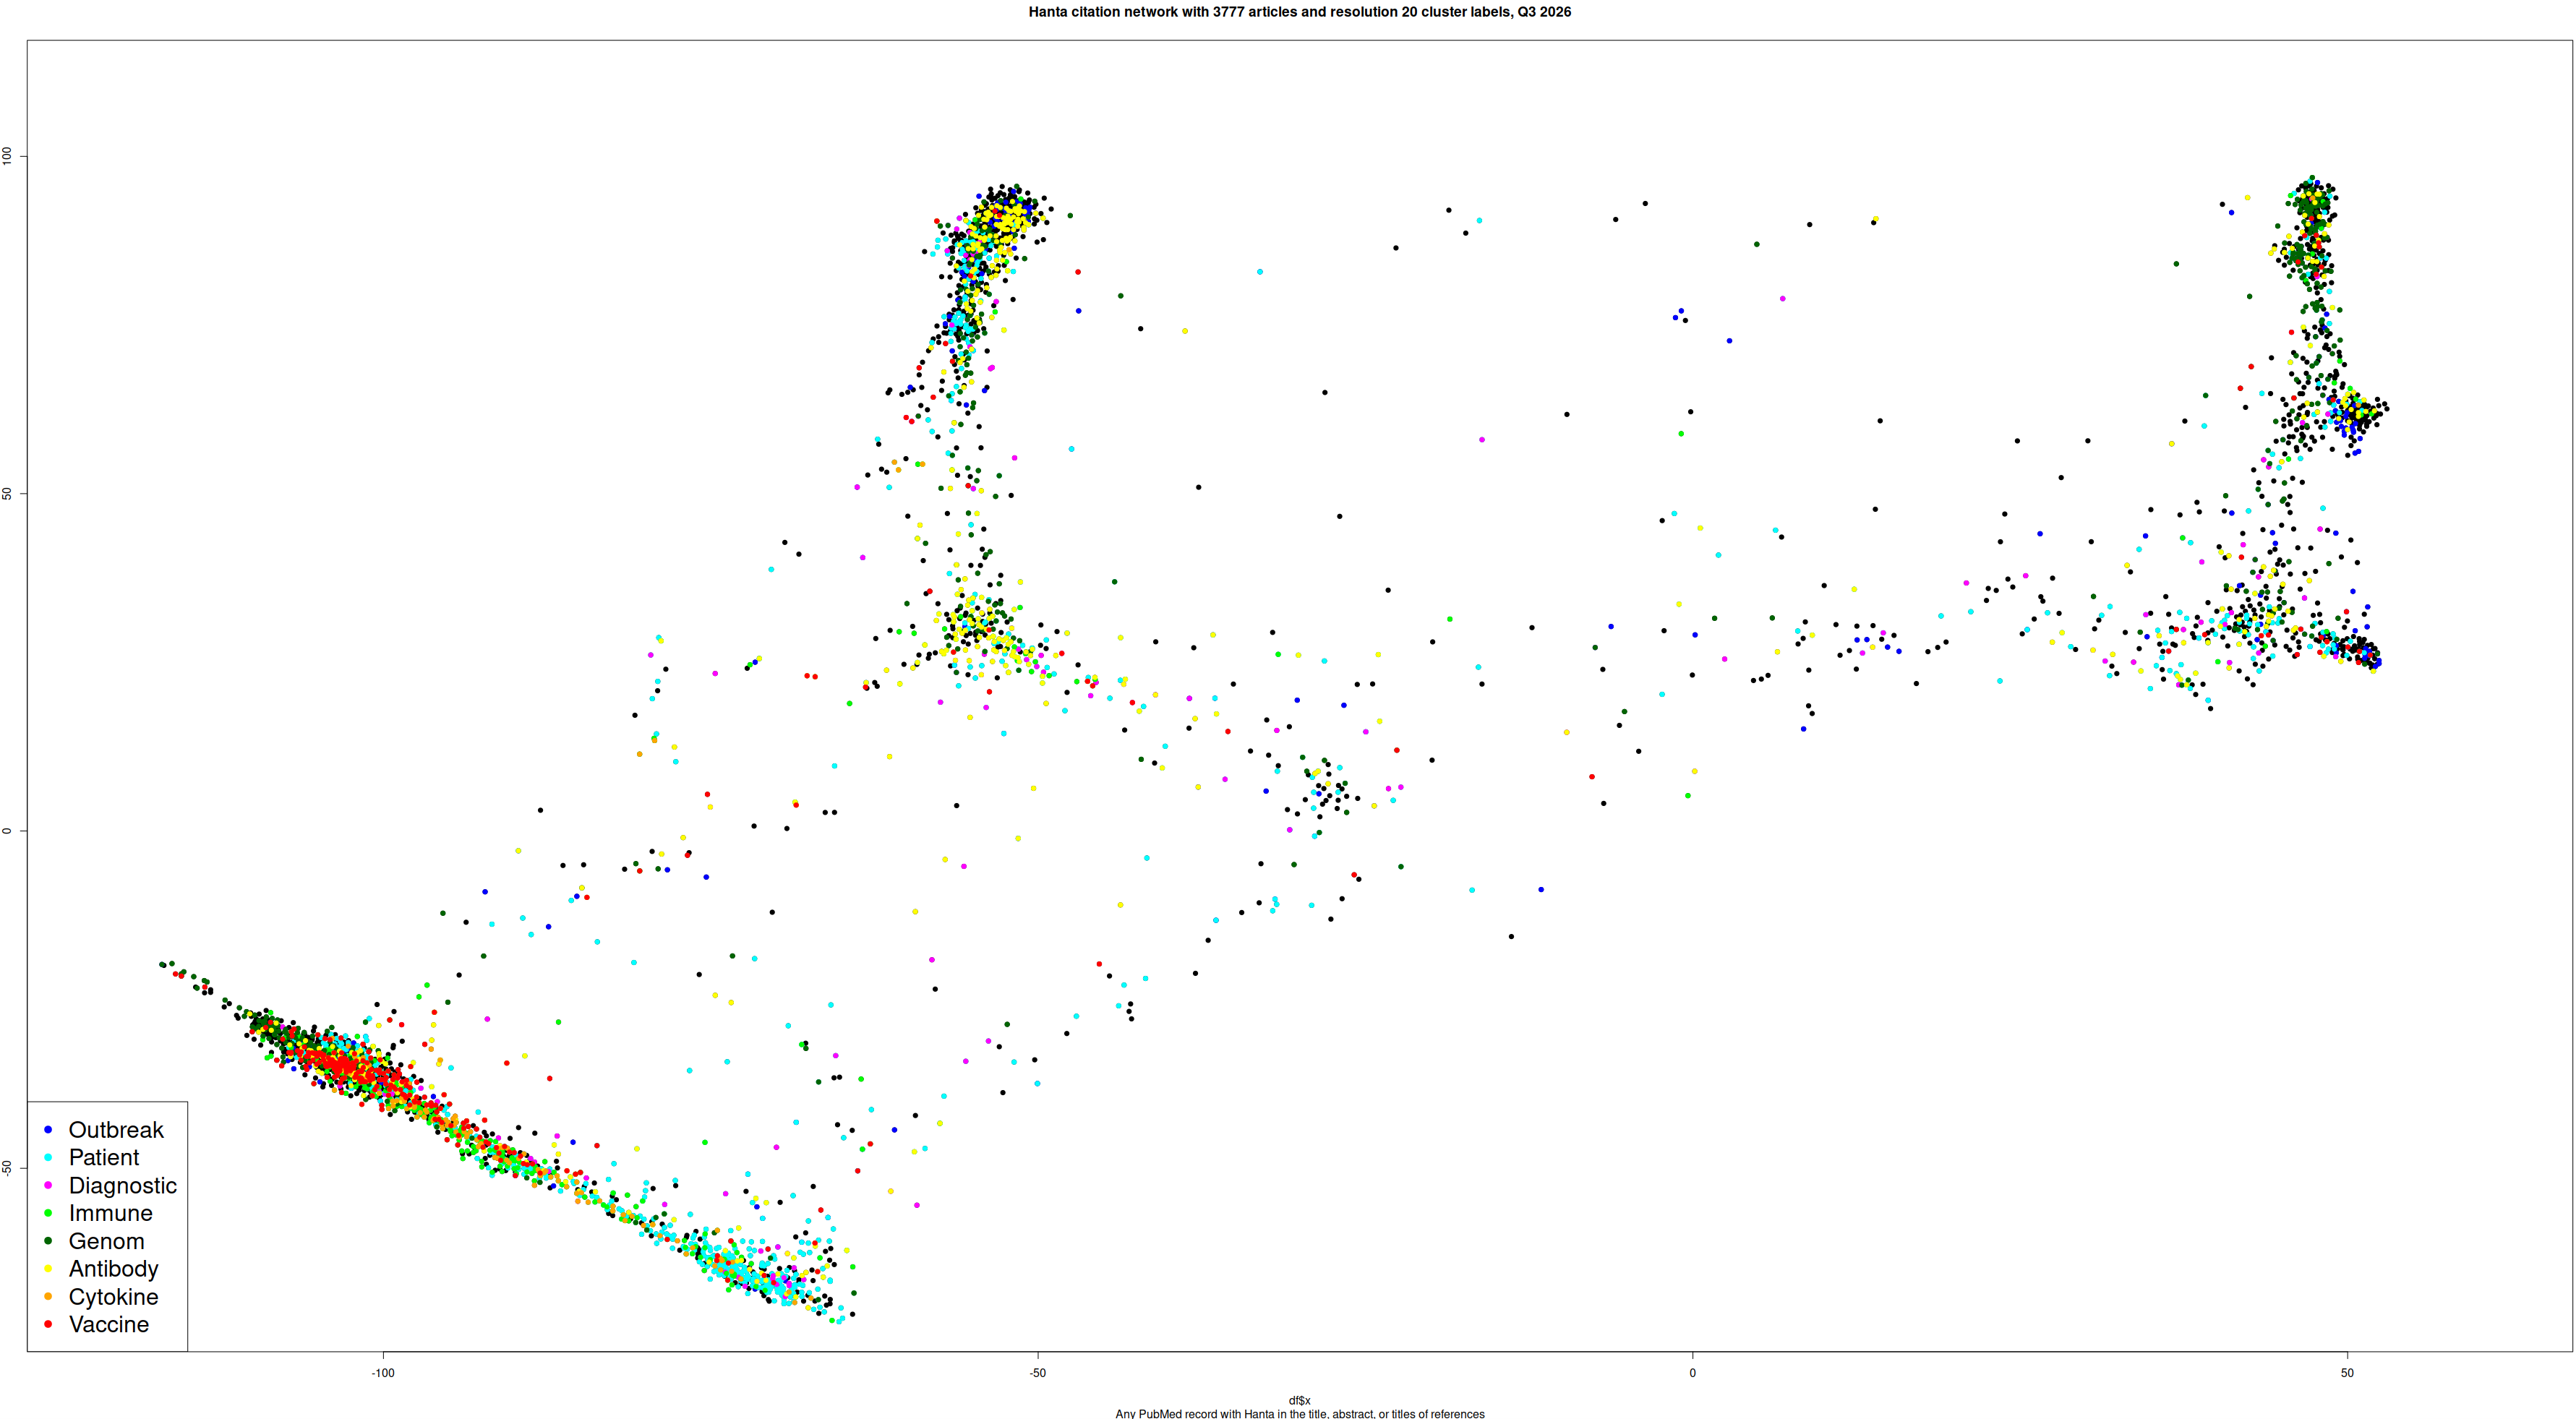 Hanta citation network with 3777 articles and resolution 20 cluster labels, Q3 2026
100
50
0
-50
Outbreak
Patient
Diagnostic
Immune
Genom
Antibody
Cytokine
Vaccine
-100
-50
0
50
df$x
Any PubMed record with Hanta in the title, abstract, or titles of references